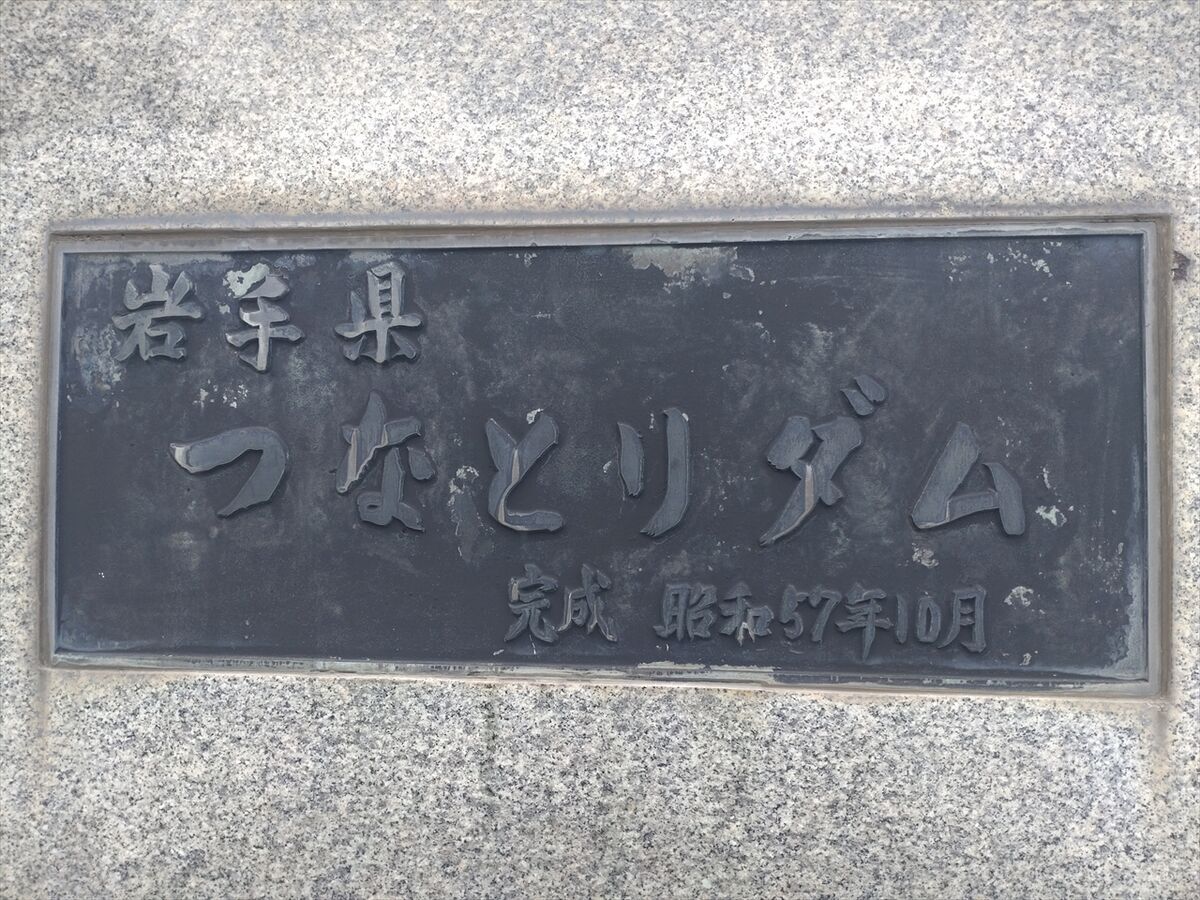 岩手県
つなとりダム
完成 昭和57年10月